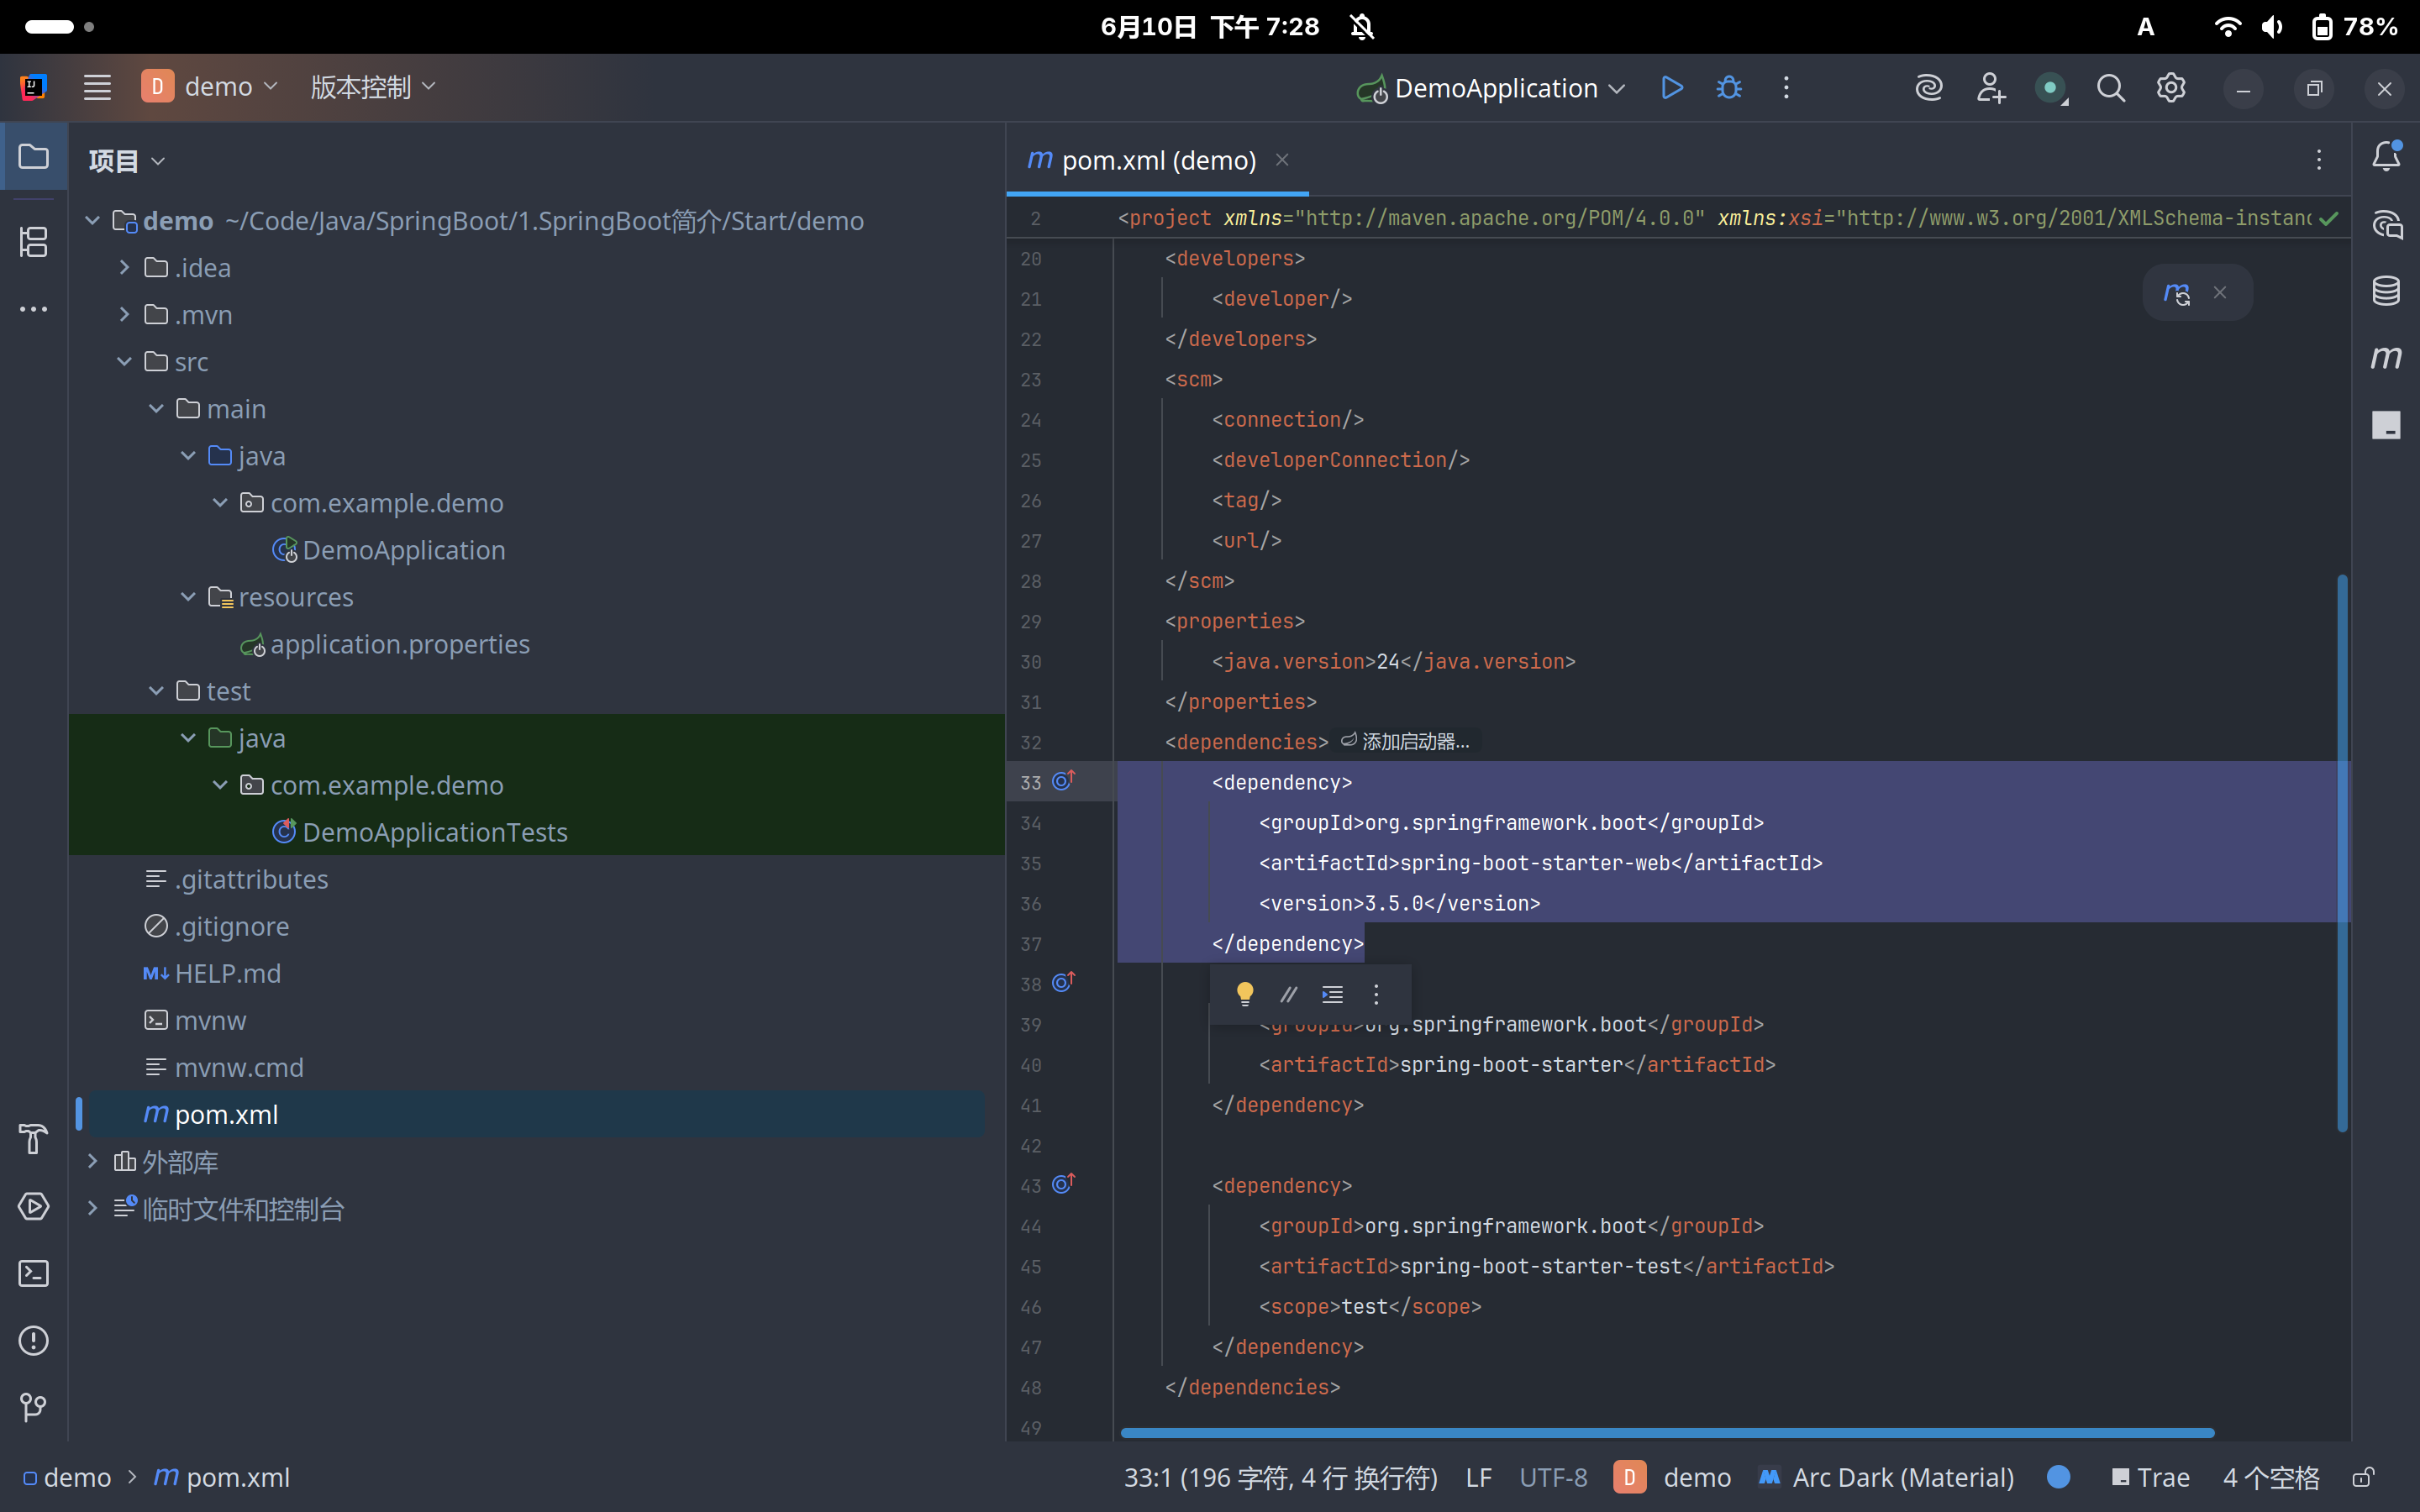 6月10日 下午 7:28
A
78%
D demo
版本控制
DemoApplication
项目
demo ~/Code/Java/SpringBoot/1.SpringBoot简介/Start/demo
.idea
.mvn
src
main
java
com.example.demo
DemoApplication
resources
application.properties
test
java
com.example.demo
DemoApplicationTests
.gitattributes
.gitignore
HELP.md
mvnw
mvnw.cmd
pom.xml
外部库
临时文件和控制台
pom.xml (demo)
2 <project xmlns="http://maven.apache.org/POM/4.0.0" xmlns:xsi="http://www.w3.org/2001/XMLSchema-instanc
20 <developers>
21 <developer/>
22 </developers>
23 <scm>
24 <connection/>
25 <developerConnection/>
26 <tag/>
27 <url/>
28 </scm>
29 <properties>
30 <java.version>24</java.version>
31 </properties>
32 <dependencies> 添加启动器...
33 <dependency>
34 <groupId>org.springframework.boot</groupId>
35 <artifactId>spring-boot-starter-web</artifactId>
36 <version>3.5.0</version>
37 </dependency>
38
39 <groupId>org.springframework.boot</groupId>
40 <artifactId>spring-boot-starter</artifactId>
41 </dependency>
42
43 <dependency>
44 <groupId>org.springframework.boot</groupId>
45 <artifactId>spring-boot-starter-test</artifactId>
46 <scope>test</scope>
47 </dependency>
48 </dependencies>
49
demo > pom.xml
33:1 (196 字符, 4 行 换行符) LF UTF-8 D demo Arc Dark (Material) Trae 4 个空格